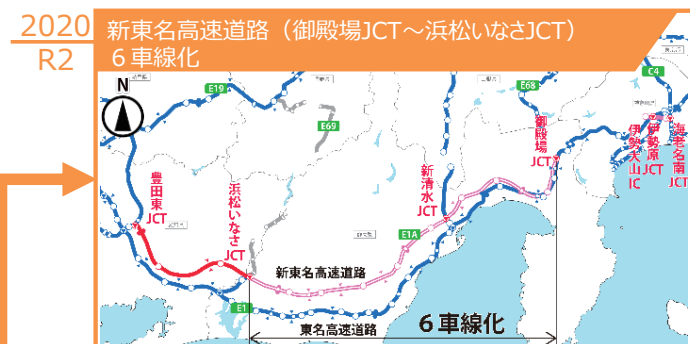 2020
R2
新東名高速道路（御殿場JCT～浜松いなさJCT）
６車線化
N
E19
E68
C4
E69
御殿場
JCT
海老名南
JCT
伊勢原
JCT
伊勢大山
IC
豊田東
JCT
浜松いなさ
JCT
新清水
JCT
E1A
新東名高速道路
E1
東名高速道路
６車線化